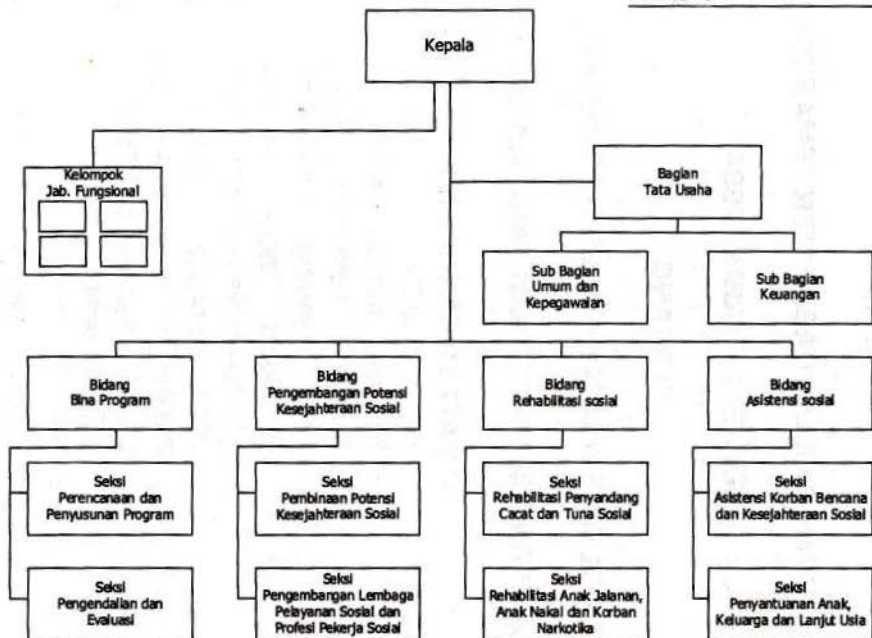 Kepala
Kelompok
Jab. Fungsional
Bagian
Tata Usaha
Sub Bagian
Umum dan
Kepegawaian
Sub Bagian
Keuangan
Bidang
Bina Program
Bidang
Pengembangan Potensi
Kesejahteraan Sosial
Bidang
Rehabilitasi sosial
Bidang
Asistensi sosial
Seksi
Perencanaan dan
Penyusunan Program
Seksi
Pembinaan Potensi
Kesejahteraan Sosial
Seksi
Rehabilitasi Penyandang
Cacat dan Tuna Sosial
Seksi
Asistensi Korban Bencana
dan Kesejahteraan Sosial
Seksi
Pengendalian dan
Evaluasi
Seksi
Pengembangan Lembaga
Pelayanan Sosial dan
Profesi Pekerja Sosial
Seksi
Rehabilitasi Anak Jalanan,
Anak Nakal dan Korban
Narkotika
Seksi
Penyantuanan Anak,
Keluarga dan Lanjut Usia